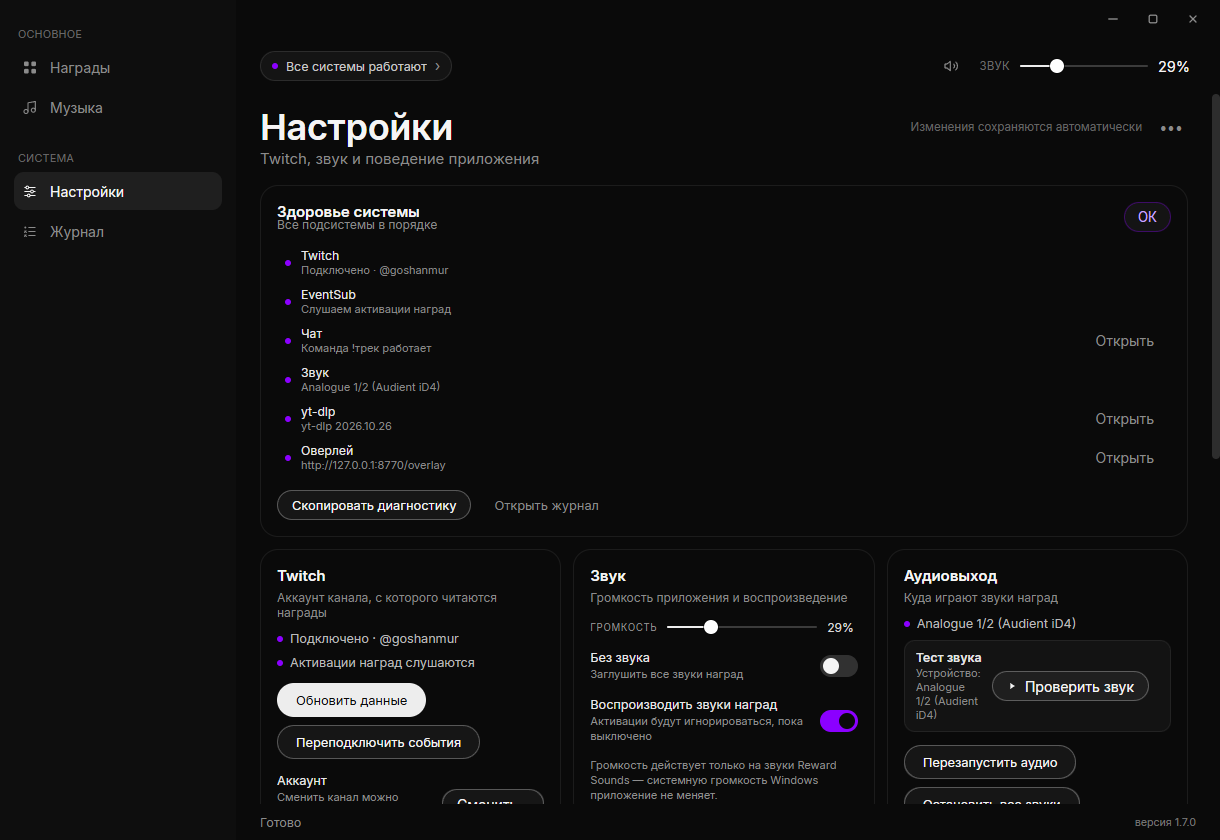 ОСНОВНОЕ
Награды
Музыка
СИСТЕМА
Настройки
Журнал
Все системы работают ›
ЗВУК 29%
Настройки
Изменения сохраняются автоматически
Twitch, звук и поведение приложения
Здоровье системы
Все подсистемы в порядке
ОК
Twitch
Подключено · @goshanmur
EventSub
Слушаем активации наград
Чат
Команда !трек работает
Открыть
Звук
Analogue 1/2 (Audient iD4)
yt-dlp
yt-dlp 2026.10.26
Открыть
Оверлей
http://127.0.0.1:8770/overlay
Открыть
Скопировать диагностику
Открыть журнал
Twitch
Аккаунт канала, с которого читаются
награды
Подключено · @goshanmur
Активации наград слушаются
Обновить данные
Переподключить события
Аккаунт
Сменить канал можно
Сменить
Звук
Громкость приложения и воспроизведение
ГРОМКОСТЬ 29%
Без звука
Заглушить все звуки наград
Воспроизводить звуки наград
Активации будут игнорироваться, пока
выключено
Громкость действует только на звуки Reward
Sounds — системную громкость Windows
приложение не меняет.
Аудиовыход
Куда играют звуки наград
Analogue 1/2 (Audient iD4)
Тест звука
Устройство:
Analogue
1/2 (Audient
iD4)
Проверить звук
Перезапустить аудио
Остановить все звуки
Готово
версия 1.7.0